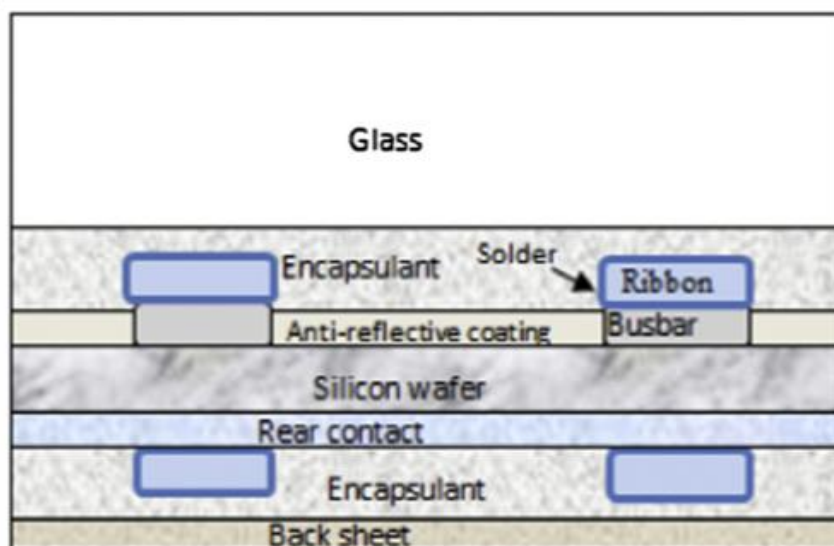 Glass
Encapsulant
Solder
Ribbon
Anti-reflective coating
Busbar
Silicon wafer
Rear contact
Encapsulant
Back sheet